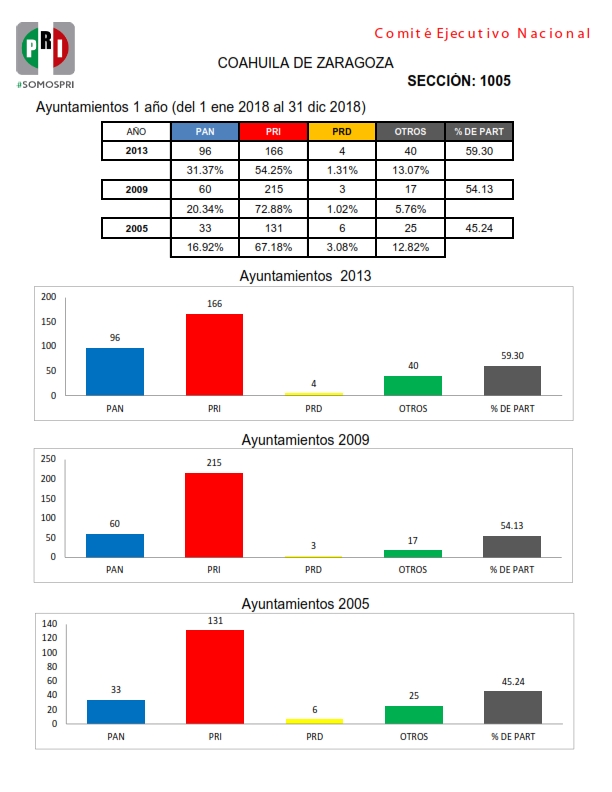 Comité Ejecutivo Nacional
PRI
#SOMOSPRI
COAHUILA DE ZARAGOZA
SECCIÓN: 1005
Ayuntamientos 1 año (del 1 ene 2018 al 31 dic 2018)
AÑO PAN PRI PRD OTROS % DE PART
2013 96 166 4 40 59.30
31.37% 54.25% 1.31% 13.07%
2009 60 215 3 17 54.13
20.34% 72.88% 1.02% 5.76%
2005 33 131 6 25 45.24
16.92% 67.18% 3.08% 12.82%
Ayuntamientos 2013
200
150
100
50
0
96
166
4
40
59.30
PAN PRI PRD OTROS % DE PART
Ayuntamientos 2009
250
200
150
100
50
0
60
215
3
17
54.13
PAN PRI PRD OTROS % DE PART
Ayuntamientos 2005
140
120
100
80
60
40
20
0
33
131
6
25
45.24
PAN PRI PRD OTROS % DE PART